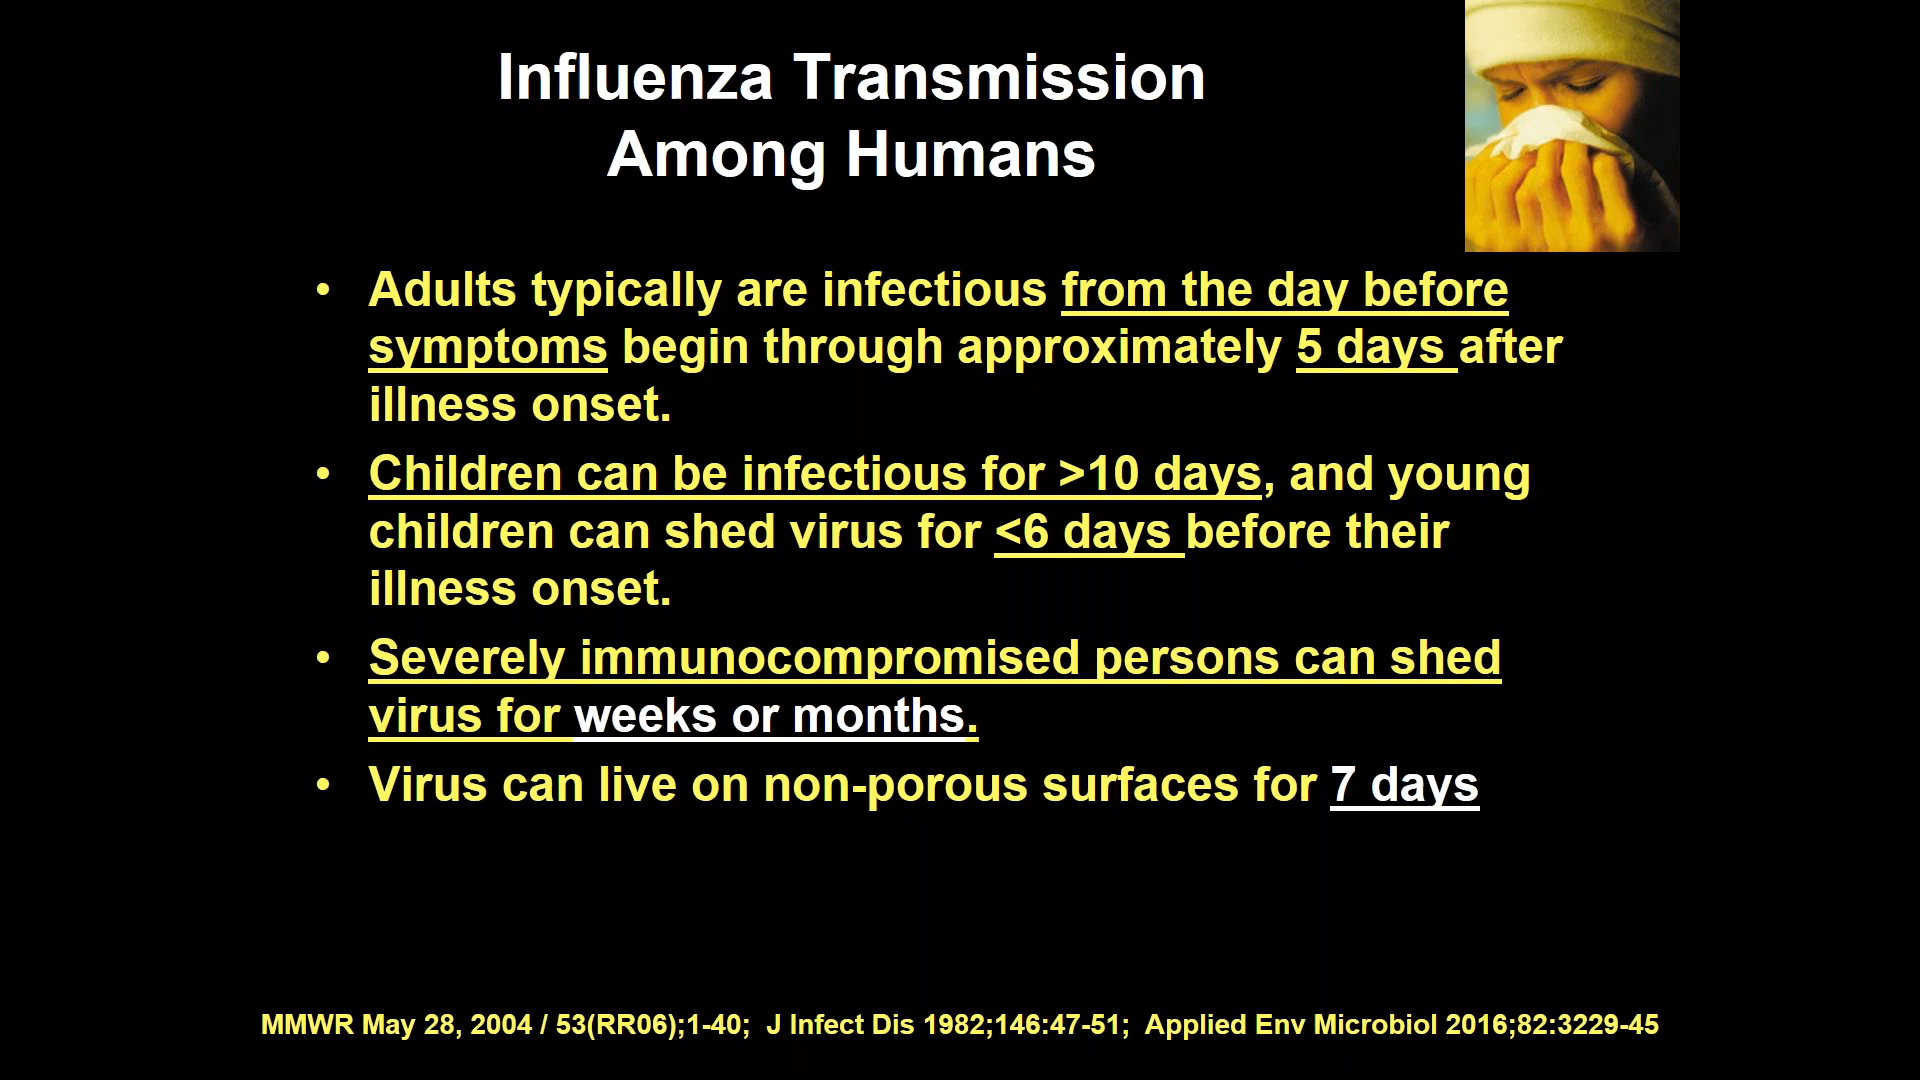 Influenza Transmission
Among Humans
• Adults typically are infectious from the day before
symptoms begin through approximately 5 days after
illness onset.
• Children can be infectious for >10 days, and young
children can shed virus for <6 days before their
illness onset.
• Severely immunocompromised persons can shed
virus for weeks or months.
• Virus can live on non-porous surfaces for 7 days
MMWR May 28, 2004 / 53(RR06);1-40;  J Infect Dis 1982;146:47-51;  Applied Env Microbiol 2016;82:3229-45